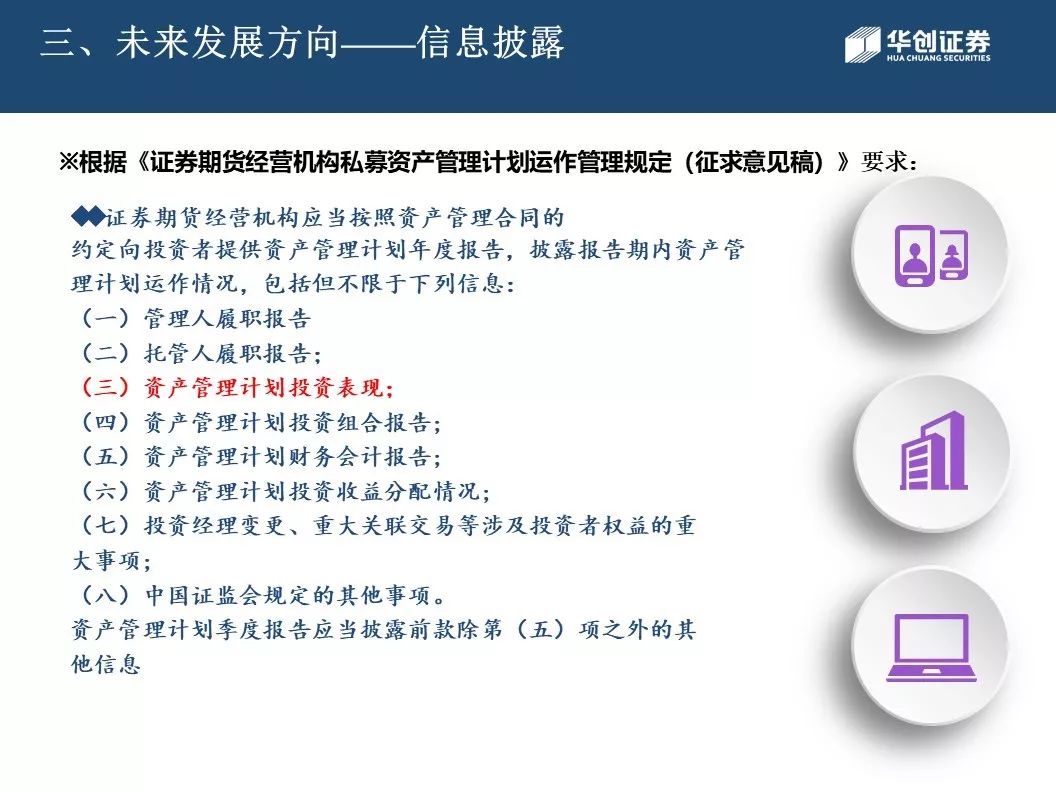 三、未来发展方向——信息披露
华创证券
HUA CHUANG SECURITIES
※根据《证券期货经营机构私募资产管理计划运作管理规定（征求意见稿）》要求：
◆◆证券期货经营机构应当按照资产管理合同的
约定向投资者提供资产管理计划年度报告，披露报告期内资产管
理计划运作情况，包括但不限于下列信息：
（一）管理人履职报告
（二）托管人履职报告；
（三）资产管理计划投资表现；
（四）资产管理计划投资组合报告；
（五）资产管理计划财务会计报告；
（六）资产管理计划投资收益分配情况；
（七）投资经理变更、重大关联交易等涉及投资者权益的重
大事项；
（八）中国证监会规定的其他事项。
资产管理计划季度报告应当披露前款除第（五）项之外的其
他信息